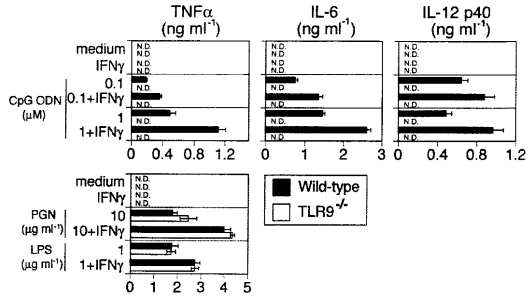 TNFα IL-6 IL-12 p40
(ng ml⁻¹) (ng ml⁻¹) (ng ml⁻¹)
medium N.D. N.D. N.D.
N.D. N.D. N.D.
IFNγ N.D. N.D. N.D.
N.D. N.D. N.D.
0.1
N.D. N.D. N.D.
CpG ODN 0.1+IFNγ
(μM) N.D. N.D. N.D.
1
N.D. N.D. N.D.
1+IFNγ
N.D. N.D. N.D.
0 0.4 0.8 1.2 0 1 2 3 0 0.4 0.8 1.2
medium N.D.
N.D.
IFNγ N.D.
N.D.
PGN 10
(μg ml⁻¹) 10+IFNγ
LPS 1
(μg ml⁻¹) 1+IFNγ
0 1 2 3 4 5
Wild-type
TLR9⁻/⁻